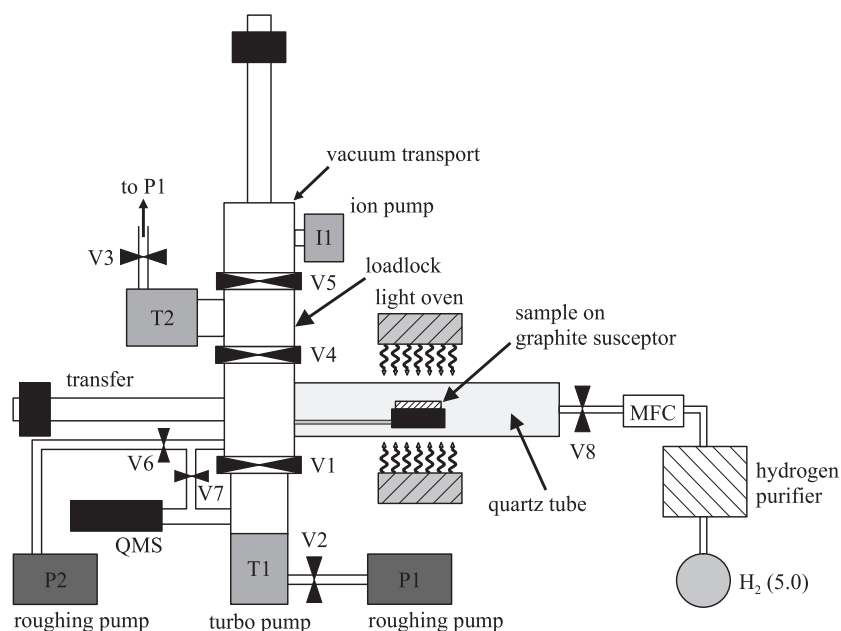 vacuum transport
to P1
ion pump
I1
V3
V5
loadlock
light oven
T2
sample on
graphite susceptor
V4
transfer
MFC
V6
V1
V8
V7
hydrogen
purifier
quartz tube
QMS
V2
P2
T1
P1
H₂ (5.0)
roughing pump
turbo pump
roughing pump